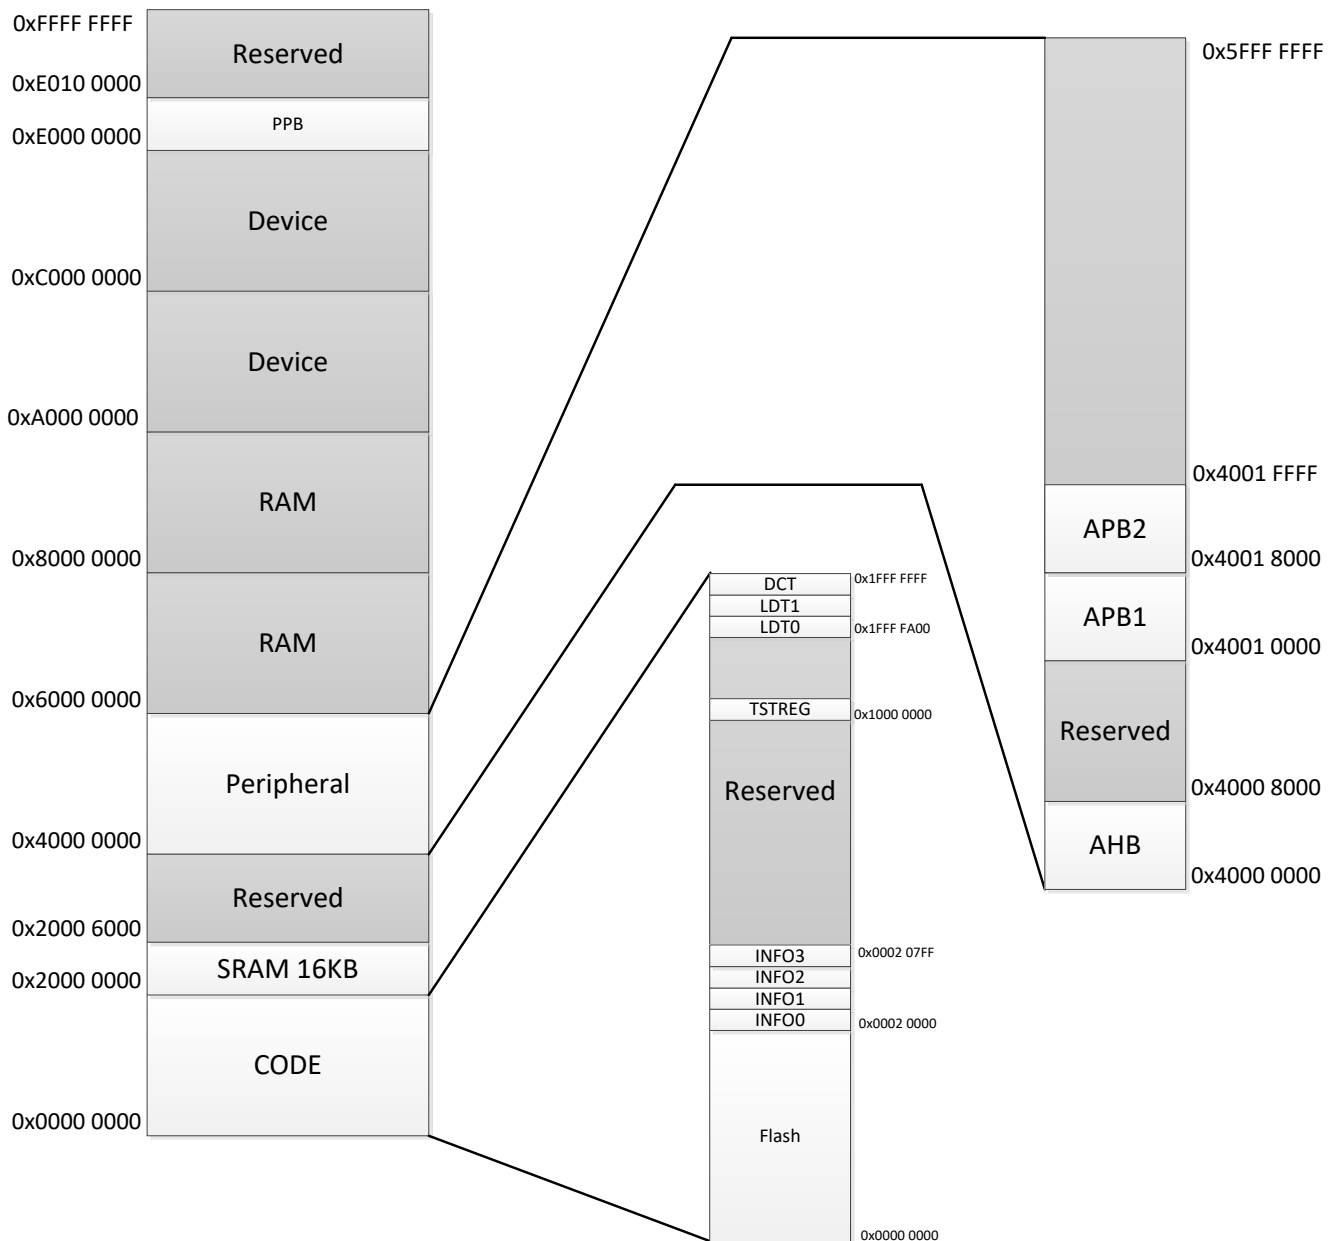 0xFFFF FFFF
Reserved
0xE010 0000
PPB
0xE000 0000
Device
0xC000 0000
Device
0xA000 0000
RAM
0x8000 0000
RAM
0x6000 0000
Peripheral
0x4000 0000
Reserved
0x2000 6000
SRAM 16KB
0x2000 0000
CODE
0x0000 0000
DCT
0x1FFF FFFF
LDT1
LDT0
0x1FFF FA00
TSTREG
0x1000 0000
Reserved
INFO3
0x0002 07FF
INFO2
INFO1
INFO0
0x0002 0000
Flash
0x0000 0000
0x5FFF FFFF
0x4001 FFFF
APB2
0x4001 8000
APB1
0x4001 0000
Reserved
0x4000 8000
AHB
0x4000 0000